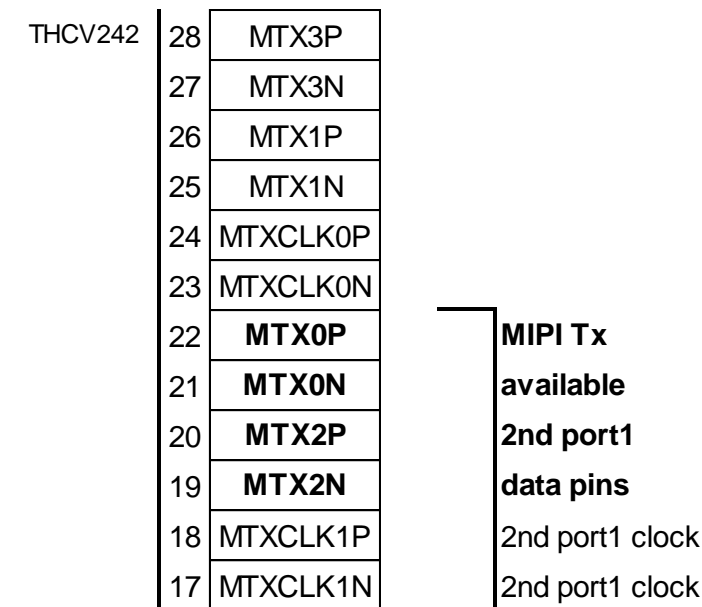 THCV242 28 MTX3P
27 MTX3N
26 MTX1P
25 MTX1N
24 MTXCLK0P
23 MTXCLK0N
22 MTX0P MIPI Tx
21 MTX0N available
20 MTX2P 2nd port1
19 MTX2N data pins
18 MTXCLK1P 2nd port1 clock
17 MTXCLK1N 2nd port1 clock